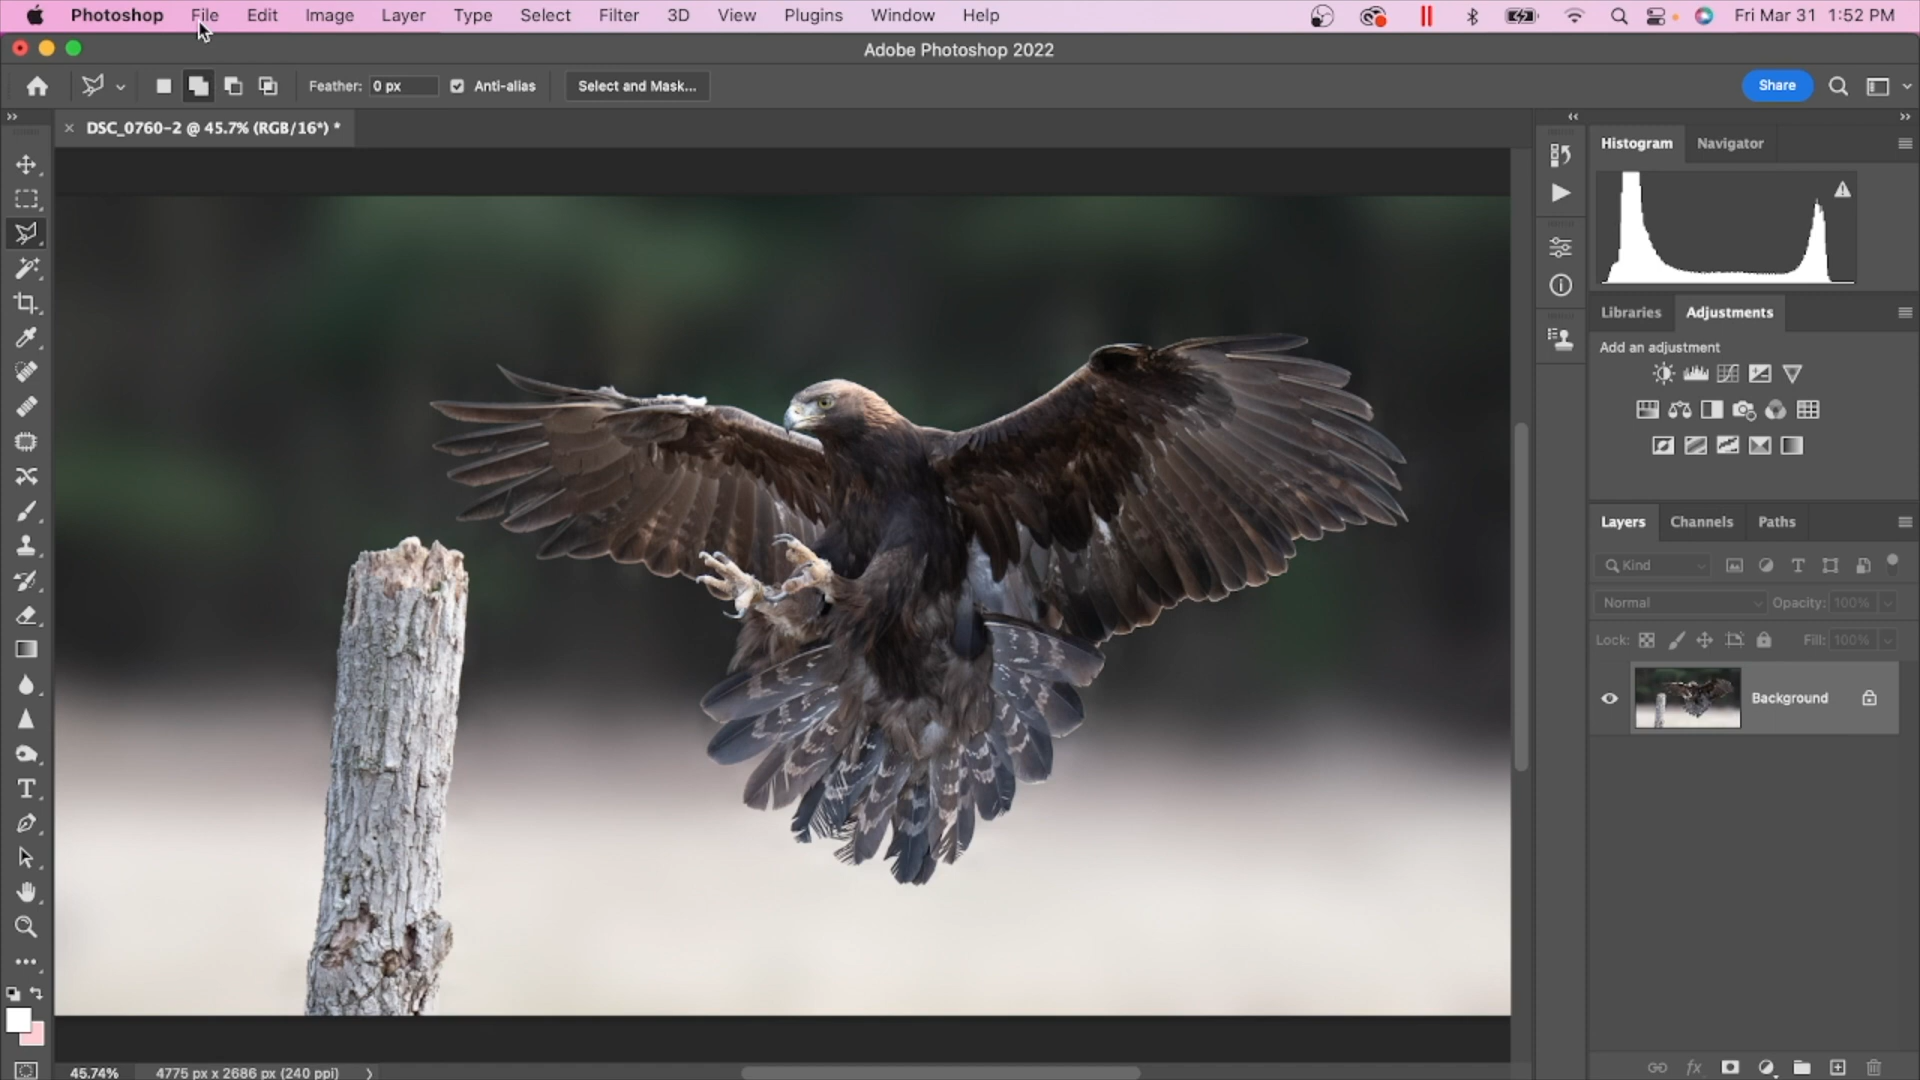 Photoshop File Edit Image Layer Type Select Filter 3D View Plugins Window Help Fri Mar 31 1:52 PM
Adobe Photoshop 2022
Feather: 0 px Anti-alias Select and Mask... Share
DSC_0760-2 @ 45.7% (RGB/16*) *
Histogram Navigator
Libraries Adjustments
Add an adjustment
Layers Channels Paths
Kind
Normal Opacity: 100%
Lock: Fill: 100%
Background
fx
45.74% 4775 px x 2686 px (240 ppi)